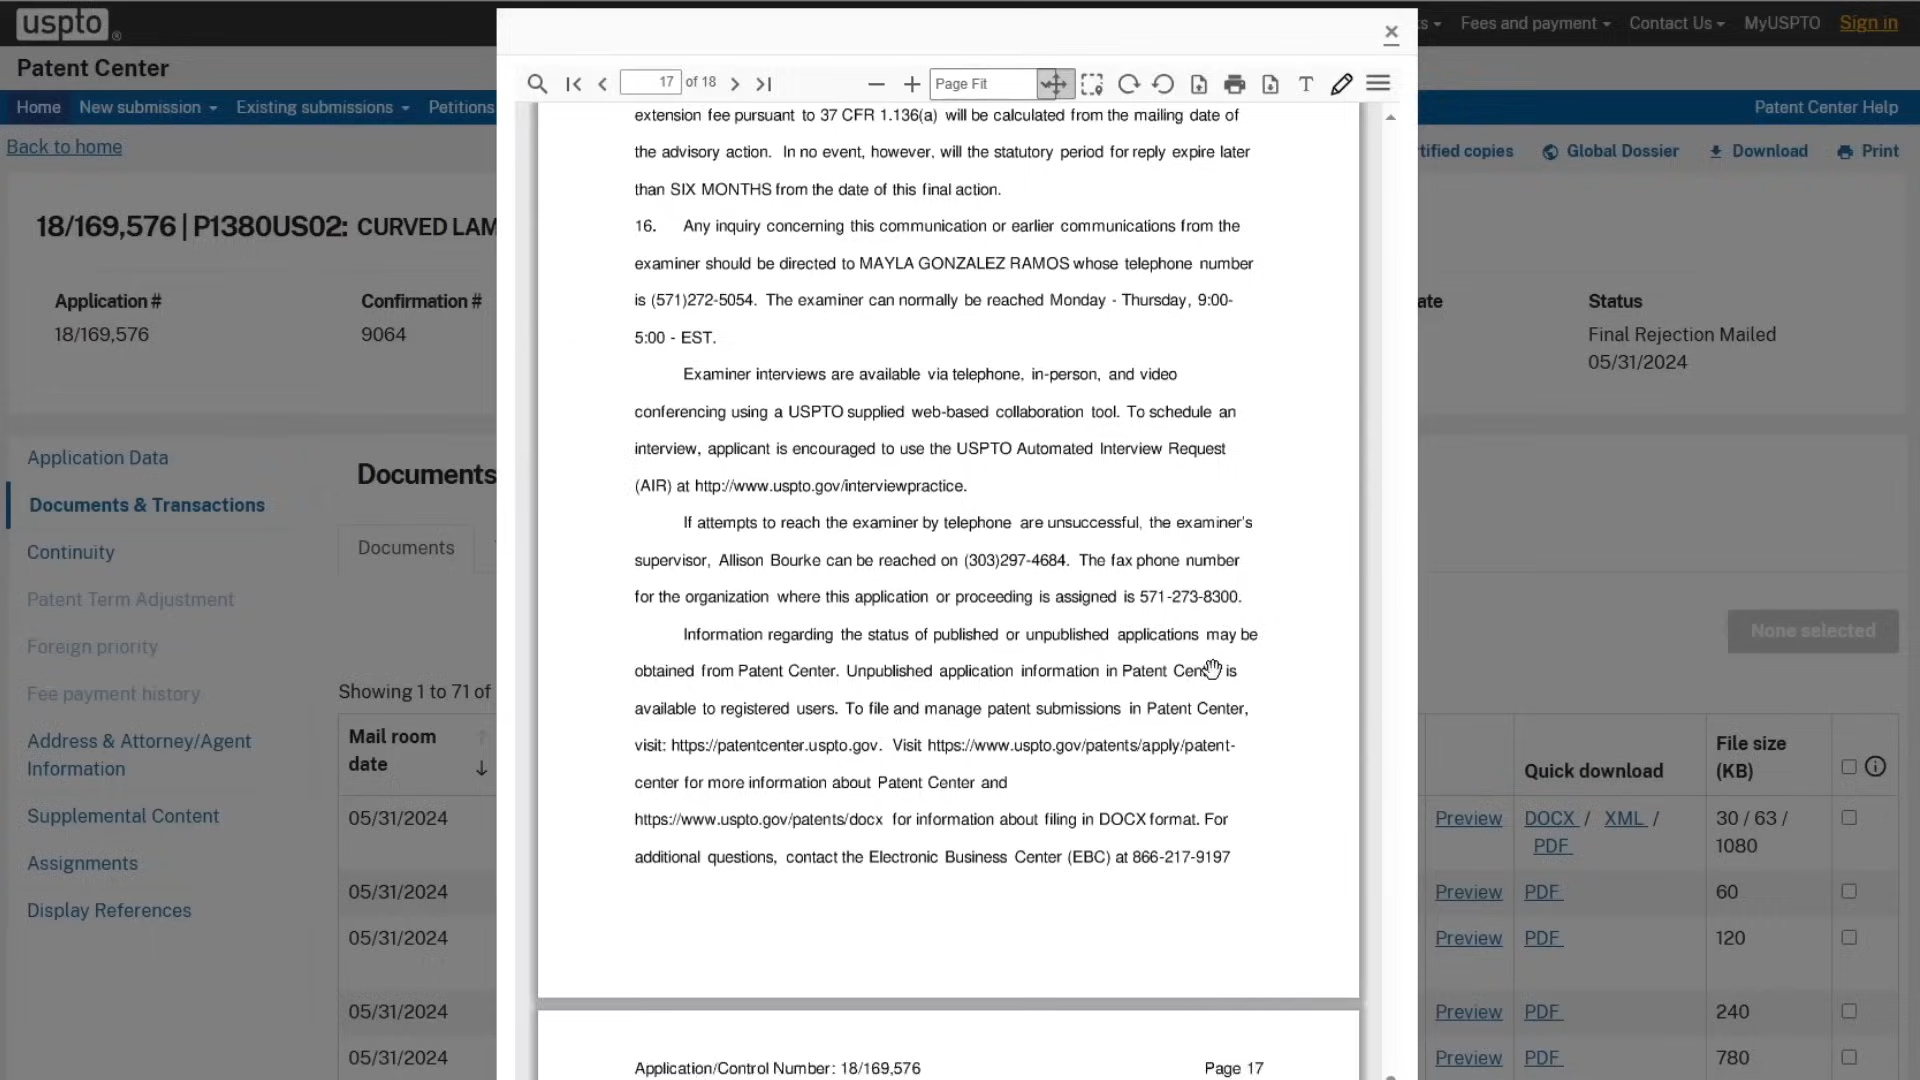 uspto®
Fees and payment
Contact Us
MyUSPTO
Sign in
Patent Center
Home
New submission
Existing submissions
Petitions
Patent Center Help
Back to home
Global Dossier
Download
Print
18/169,576 | P1380US02: CURVED LAM
Application #
18/169,576
Confirmation #
9064
Status
Final Rejection Mailed
05/31/2024
Application Data
Documents & Transactions
Continuity
Patent Term Adjustment
Foreign priority
Fee payment history
Address & Attorney/Agent
Information
Supplemental Content
Assignments
Display References
Documents
Documents
None selected
Showing 1 to 71 of
Mail room
date
Quick download
File size
(KB)
05/31/2024
Preview
DOCX / XML /
PDF
30 / 63 /
1080
05/31/2024
Preview
PDF
60
05/31/2024
Preview
PDF
120
05/31/2024
Preview
PDF
240
05/31/2024
Preview
PDF
780
17 of 18
Page Fit
extension fee pursuant to 37 CFR 1.136(a) will be calculated from the mailing date of
the advisory action. In no event, however, will the statutory period for reply expire later
than SIX MONTHS from the date of this final action.
16. Any inquiry concerning this communication or earlier communications from the
examiner should be directed to MAYLA GONZALEZ RAMOS whose telephone number
is (571)272-5054. The examiner can normally be reached Monday - Thursday, 9:00-
5:00 - EST.
Examiner interviews are available via telephone, in-person, and video
conferencing using a USPTO supplied web-based collaboration tool. To schedule an
interview, applicant is encouraged to use the USPTO Automated Interview Request
(AIR) at http://www.uspto.gov/interviewpractice.
If attempts to reach the examiner by telephone are unsuccessful, the examiner's
supervisor, Allison Bourke can be reached on (303)297-4684. The fax phone number
for the organization where this application or proceeding is assigned is 571-273-8300.
Information regarding the status of published or unpublished applications may be
obtained from Patent Center. Unpublished application information in Patent Center is
available to registered users. To file and manage patent submissions in Patent Center,
visit: https://patentcenter.uspto.gov. Visit https://www.uspto.gov/patents/apply/patent-
center for more information about Patent Center and
https://www.uspto.gov/patents/docx for information about filing in DOCX format. For
additional questions, contact the Electronic Business Center (EBC) at 866-217-9197
Application/Control Number: 18/169,576
Page 17